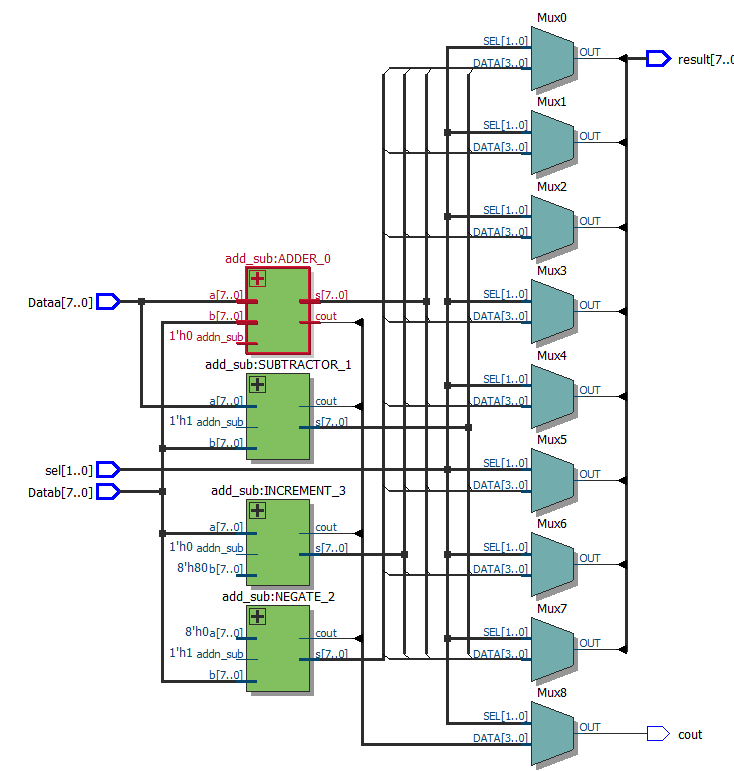 Mux0
SEL[1..0]
DATA[3..0]
OUT
result[7..0
Mux1
SEL[1..0]
DATA[3..0]
OUT
Mux2
SEL[1..0]
DATA[3..0]
OUT
Mux3
SEL[1..0]
DATA[3..0]
OUT
Mux4
SEL[1..0]
DATA[3..0]
OUT
Mux5
SEL[1..0]
DATA[3..0]
OUT
Mux6
SEL[1..0]
DATA[3..0]
OUT
Mux7
SEL[1..0]
DATA[3..0]
OUT
Mux8
SEL[1..0]
DATA[3..0]
OUT
cout
Dataa[7..0]
sel[1..0]
Datab[7..0]
add_sub:ADDER_0
a[7..0]
s[7..0]
b[7..0]
cout
1'h0 addn_sub
add_sub:SUBTRACTOR_1
a[7..0]
cout
1'h1 addn_sub
s[7..0]
b[7..0]
add_sub:INCREMENT_3
a[7..0]
cout
1'h0 addn_sub
s[7..0]
8'h80 b[7..0]
add_sub:NEGATE_2
8'h0 a[7..0]
cout
1'h1 addn_sub
s[7..0]
b[7..0]